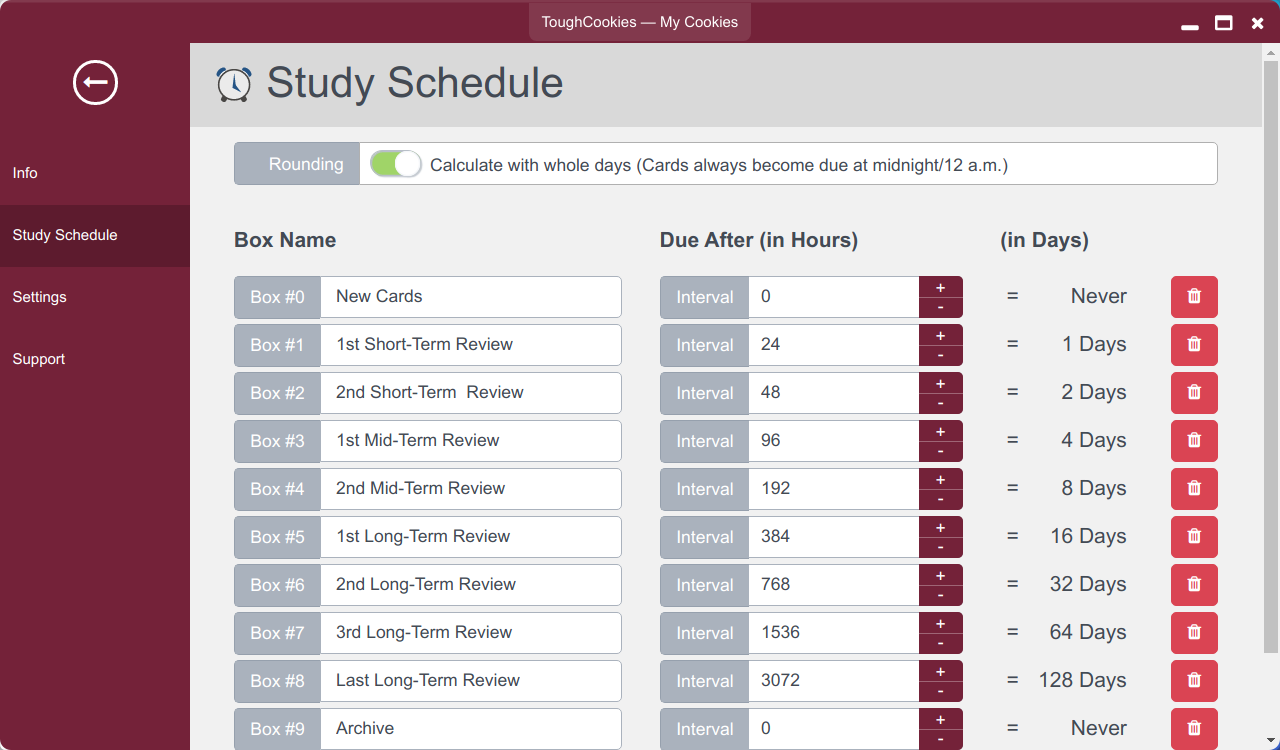 ToughCookies — My Cookies
Study Schedule
Info
Study Schedule
Settings
Support
Rounding Calculate with whole days (Cards always become due at midnight/12 a.m.)
Box Name Due After (in Hours) (in Days)
Box #0 New Cards Interval 0 + - = Never
Box #1 1st Short-Term Review Interval 24 + - = 1 Days
Box #2 2nd Short-Term  Review Interval 48 + - = 2 Days
Box #3 1st Mid-Term Review Interval 96 + - = 4 Days
Box #4 2nd Mid-Term Review Interval 192 + - = 8 Days
Box #5 1st Long-Term Review Interval 384 + - = 16 Days
Box #6 2nd Long-Term Review Interval 768 + - = 32 Days
Box #7 3rd Long-Term Review Interval 1536 + - = 64 Days
Box #8 Last Long-Term Review Interval 3072 + - = 128 Days
Box #9 Archive Interval 0 + - = Never